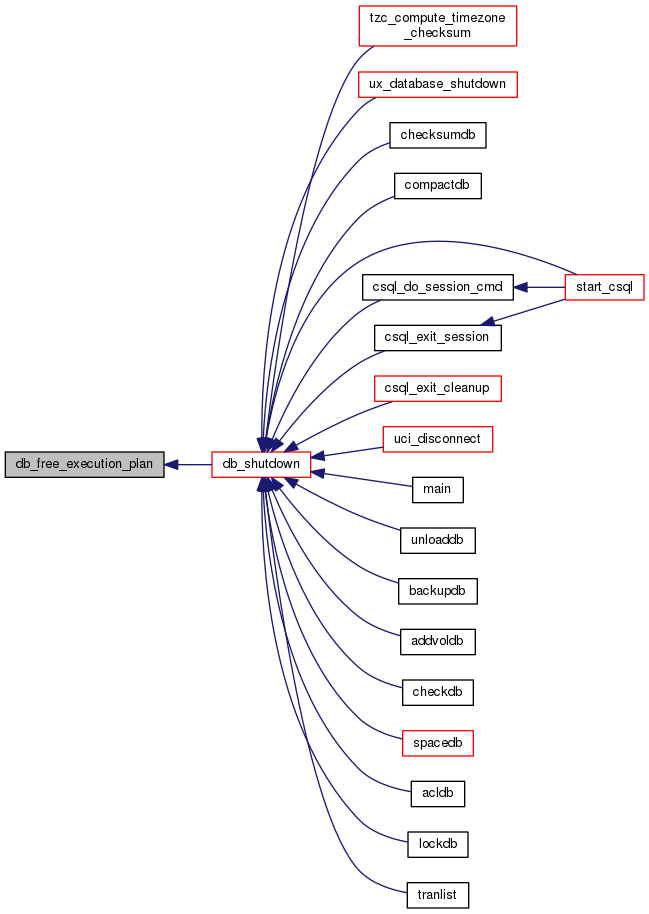 tzc_compute_timezone
_checksum
ux_database_shutdown
checksumdb
compactdb
csql_do_session_cmd
start_csql
csql_exit_session
csql_exit_cleanup
uci_disconnect
db_free_execution_plan
db_shutdown
main
unloaddb
backupdb
addvoldb
checkdb
spacedb
acldb
lockdb
tranlist